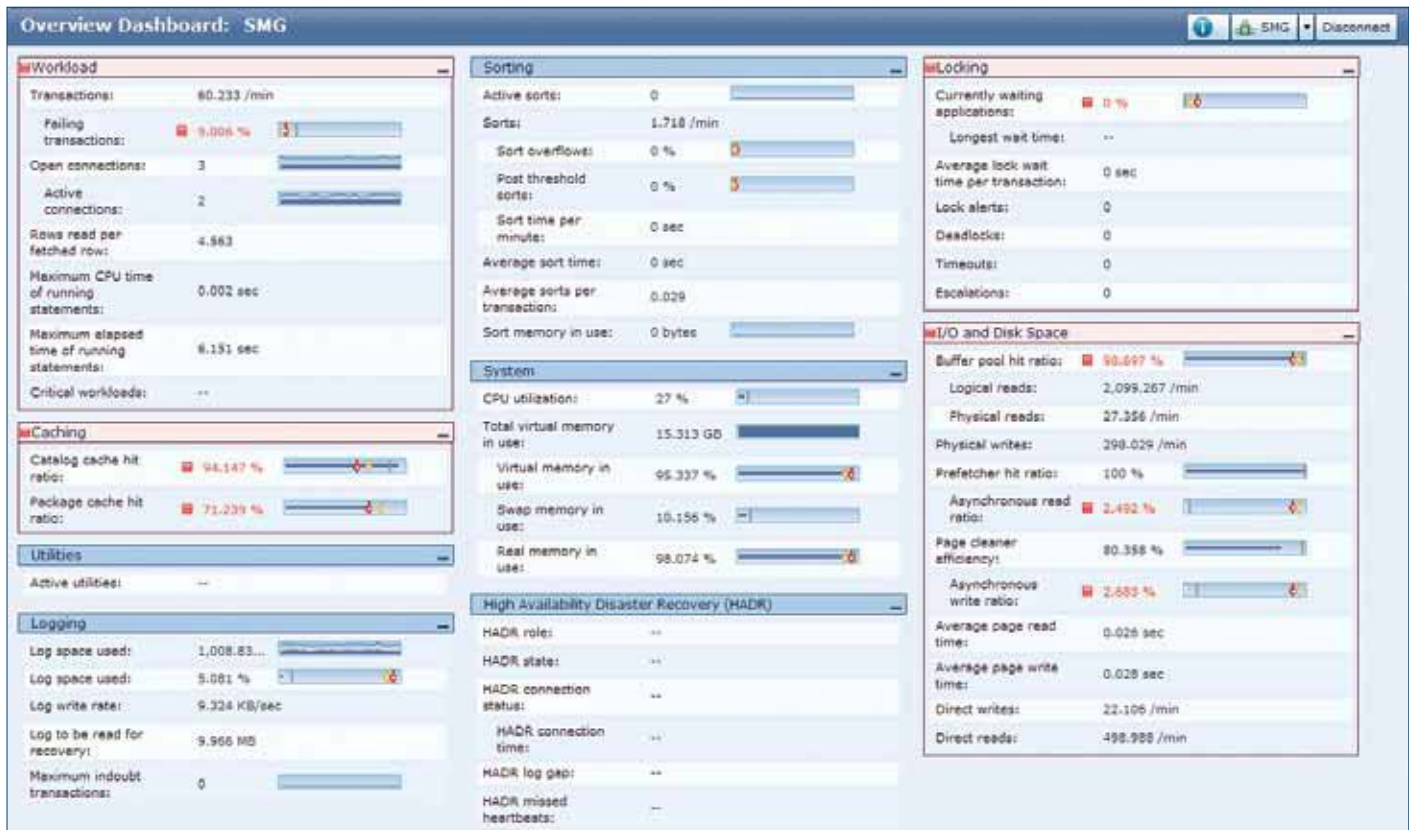 Overview Dashboard: SMG
SMG
Disconnect
Workload
Transactions: 60.233 /min
Failing
transactions: 5.006 %
Open connections: 3
Active
connections: 2
Rows read per
fetched row: 4.563
Maximum CPU time
of running
statements: 0.002 sec
Maximum elapsed
time of running
statements: 6.151 sec
Critical workloads: --
Caching
Catalog cache hit
ratio: 94.147 %
Package cache hit
ratio: 71.239 %
Utilities
Active utilities: --
Logging
Log space used: 1,008.83...
Log space used: 5.081 %
Log write rate: 9.324 KB/sec
Log to be read for
recovery: 9.966 MB
Maximum indoubt
transactions: 0
Sorting
Active sorts: 0
Sorts: 1.718 /min
Sort overflows: 0 %
Post threshold
sorts: 0 %
Sort time per
minute: 0 sec
Average sort time: 0 sec
Average sorts per
transaction: 0.029
Sort memory in use: 0 bytes
System
CPU utilization: 27 %
Total virtual memory
in use: 15.313 GB
Virtual memory in
use: 95.337 %
Swap memory in
use: 10.156 %
Real memory in
use: 98.074 %
High Availability Disaster Recovery (HADR)
HADR role: --
HADR state: --
HADR connection
status: --
HADR connection
time: --
HADR log gap: --
HADR missed
heartbeats: --
Locking
Currently waiting
applications: 0 %
Longest wait time: --
Average lock wait
time per transaction: 0 sec
Lock alerts: 0
Deadlocks: 0
Timeouts: 0
Escalations: 0
I/O and Disk Space
Buffer pool hit ratio: 98.697 %
Logical reads: 2,099.267 /min
Physical reads: 27.356 /min
Physical writes: 298.029 /min
Prefetcher hit ratio: 100 %
Asynchronous read
ratio: 2.492 %
Page cleaner
efficiency: 80.358 %
Asynchronous
write ratio: 2.683 %
Average page read
time: 0.026 sec
Average page write
time: 0.028 sec
Direct writes: 22.106 /min
Direct reads: 498.988 /min